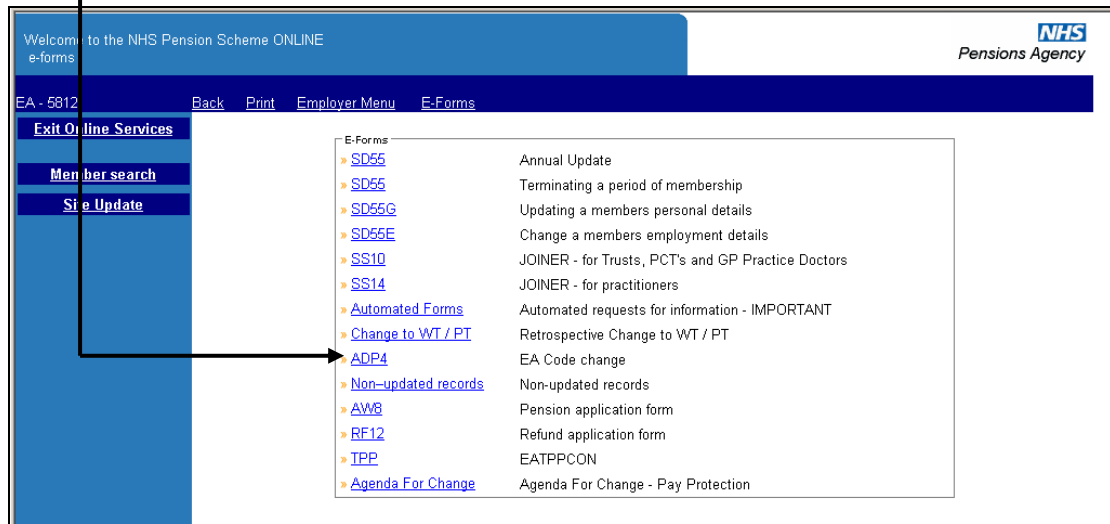 Welcome to the NHS Pension Scheme ONLINE
e-forms
NHS
Pensions Agency
EA - 5812 Back Print Employer Menu E-Forms
Exit Online Services
Member search
Site Update
E-Forms
» SD55 Annual Update
» SD55 Terminating a period of membership
» SD55G Updating a members personal details
» SD55E Change a members employment details
» SS10 JOINER - for Trusts, PCT's and GP Practice Doctors
» SS14 JOINER - for practitioners
» Automated Forms Automated requests for information - IMPORTANT
» Change to WT / PT Retrospective Change to WT / PT
» ADP4 EA Code change
» Non–updated records Non-updated records
» AW8 Pension application form
» RF12 Refund application form
» TPP EATPPCON
» Agenda For Change Agenda For Change - Pay Protection